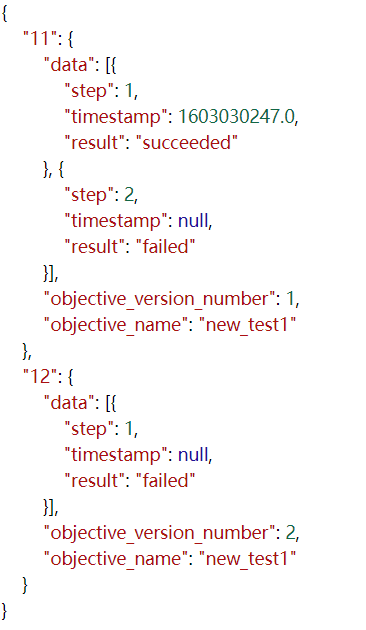 {
"11": {
"data": [{
"step": 1,
"timestamp": 1603030247.0,
"result": "succeeded"
}, {
"step": 2,
"timestamp": null,
"result": "failed"
}],
"objective_version_number": 1,
"objective_name": "new_test1"
},
"12": {
"data": [{
"step": 1,
"timestamp": null,
"result": "failed"
}],
"objective_version_number": 2,
"objective_name": "new_test1"
}
}